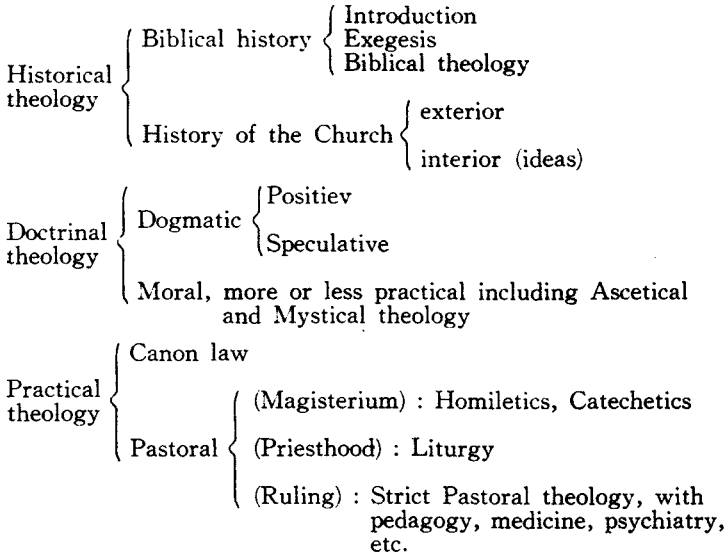 Introduction
Biblical history
Exegesis
Biblical theology
Historical
theology
exterior
History of the Church
interior (ideas)
Positiev
Dogmatic
Speculative
Doctrinal
theology
Moral, more or less practical including Ascetical
and Mystical theology
Canon law
Practical
theology
(Magisterium) : Homiletics, Catechetics
Pastoral
(Priesthood) : Liturgy
(Ruling) : Strict Pastoral theology, with
pedagogy, medicine, psychiatry,
etc.